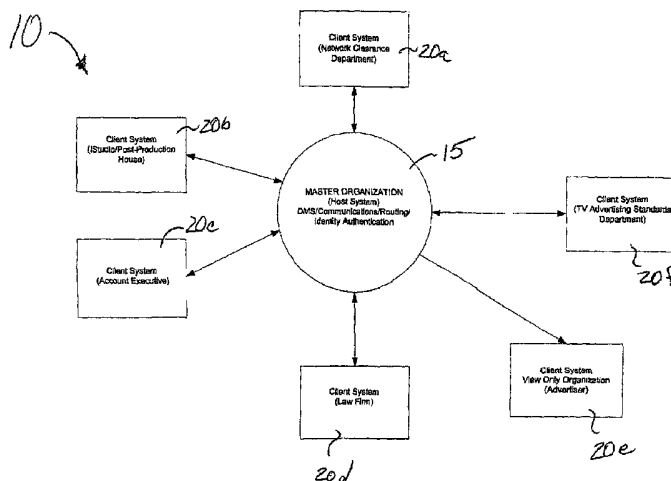 10
Client System
(Network Clearance
Department)
20a
Client System
(iStudio/Post-Production
House)
20b
15
MASTER ORGANIZATION
(Host System)
DMS/Communications/Routing/
Identity Authentication
Client System
(TV Advertising Standards
Department)
20f
Client System
(Account Executive)
20c
Client System
(Law Firm)
20d
Client System
View Only Organization
(Advertiser)
20e